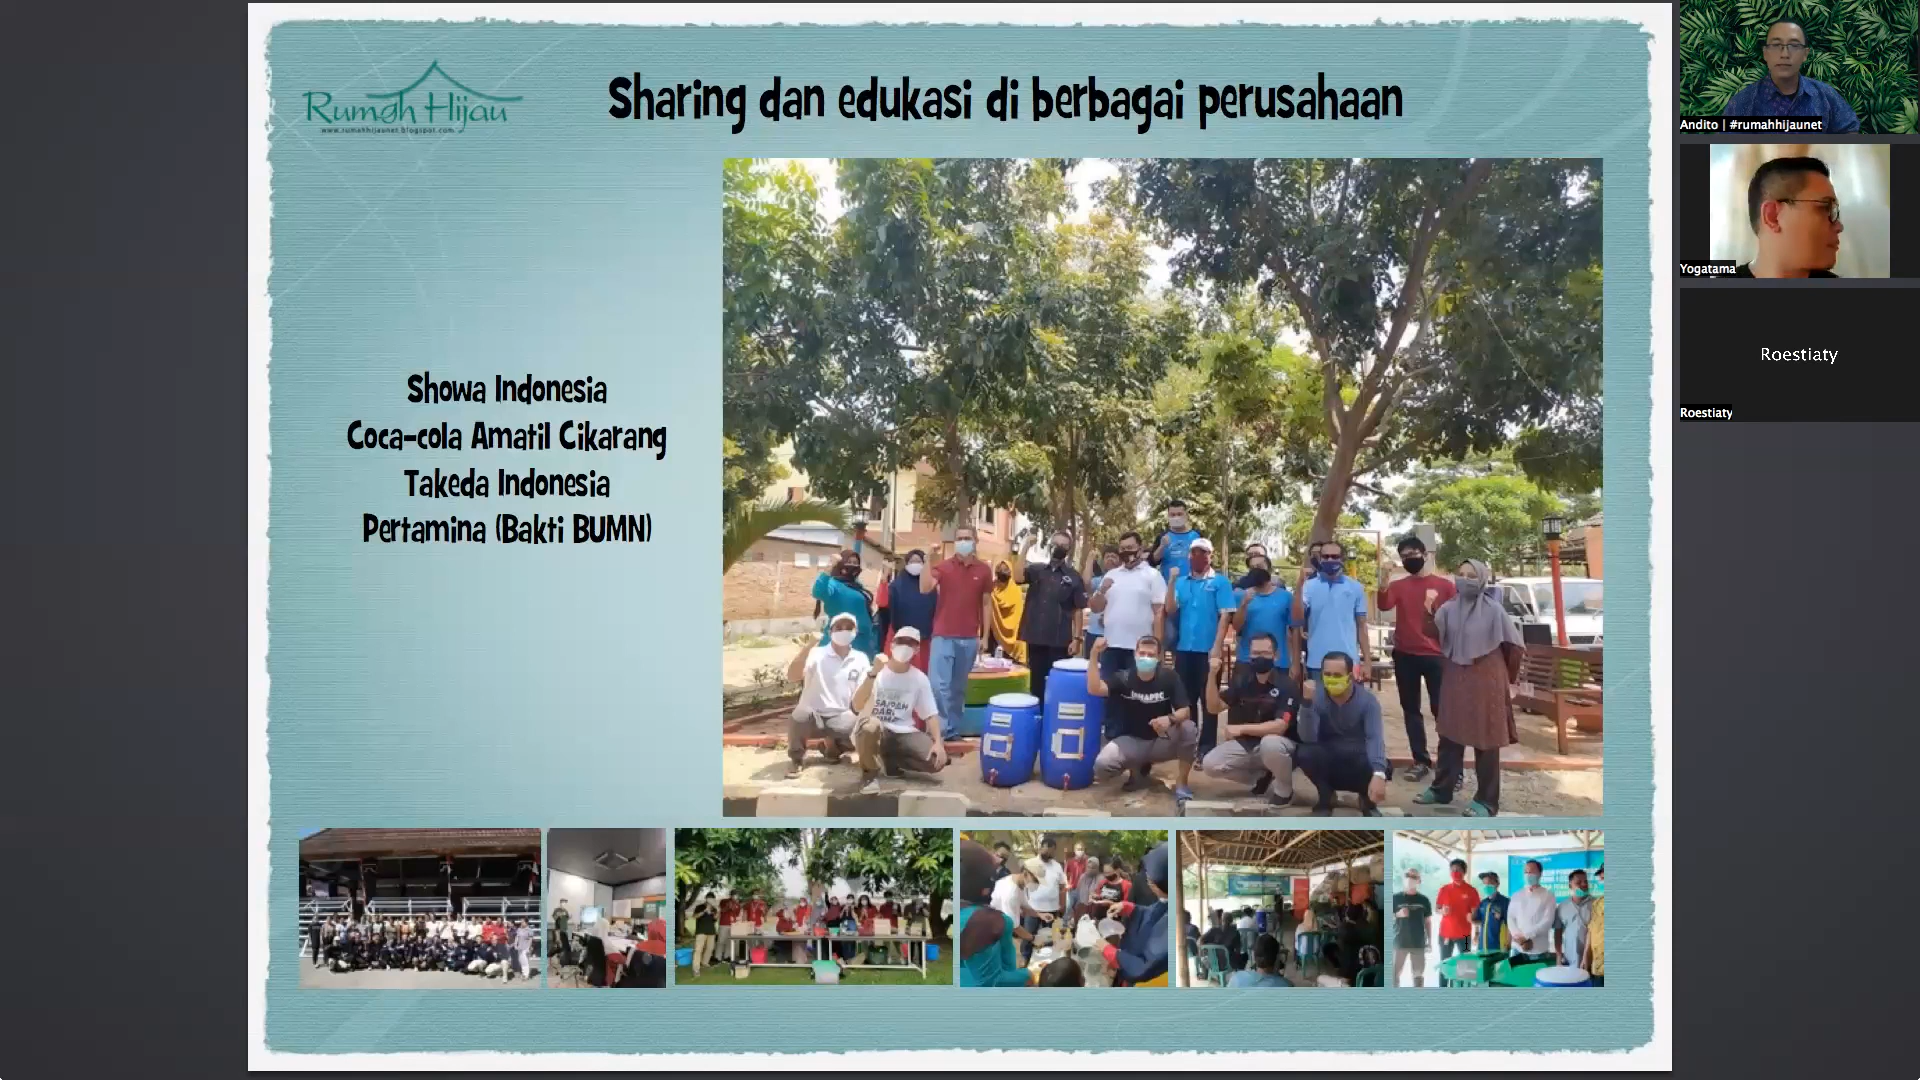 Rumah Hijau
www.rumahhijaunet.blogspot.com
Sharing dan edukasi di berbagai perusahaan
Showa Indonesia
Coca-cola Amatil Cikarang
Takeda Indonesia
Pertamina (Bakti BUMN)
Andito | #rumahhijaunet
Yogatama
Roestiaty
Roestiaty